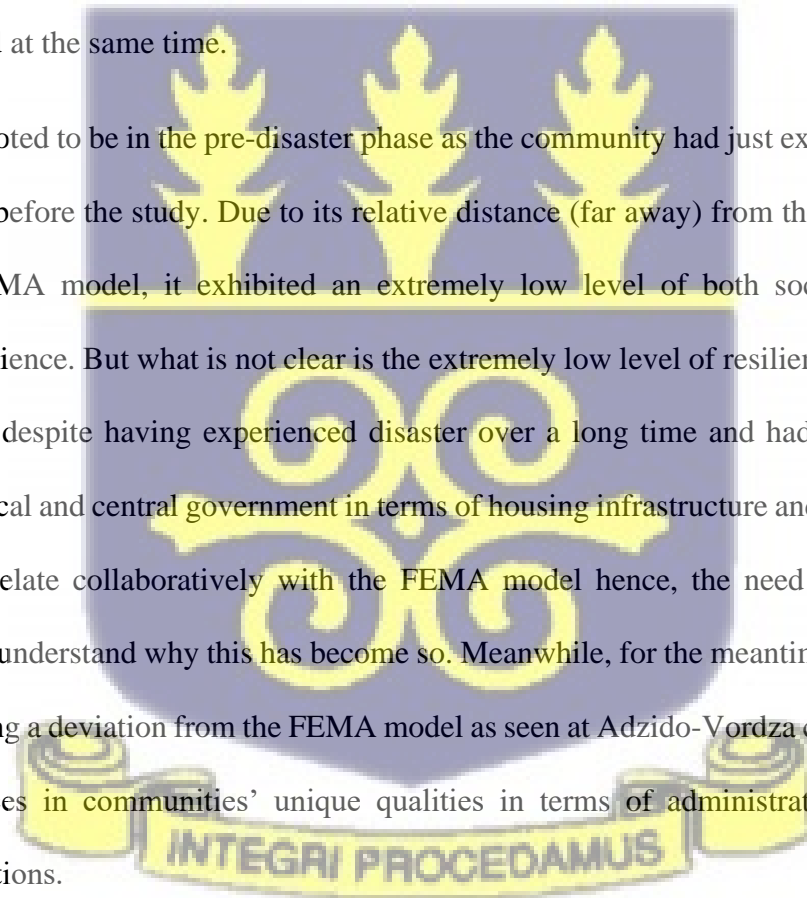 at the same time.
oted to be in the pre-disaster phase as the community had just ex
before the study. Due to its relative distance (far away) from th
MA model, it exhibited an extremely low level of both soc
ience. But what is not clear is the extremely low level of resilien
despite having experienced disaster over a long time and had
cal and central government in terms of housing infrastructure and
elate collaboratively with the FEMA model hence, the need
understand why this has become so. Meanwhile, for the meantim
ng a deviation from the FEMA model as seen at Adzido-Vordza c
es in communities’ unique qualities in terms of administrat
INTEGRI PROCEDAMUS
tions.